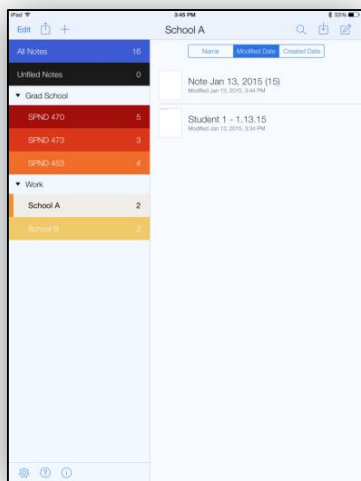 iPad
3:45 PM
33%
Edit
School A
All Notes 16
Name Modified Date Created Date
Unfiled Notes 0
Note Jan 13, 2015 (15)
Modified Jan 13, 2015, 3:44 PM
Grad School
SPND 470 5
Student 1 - 1.13.15
Modified Jan 13, 2015, 3:34 PM
SPND 473 3
SPND 453 4
Work
School A 2
School B 2